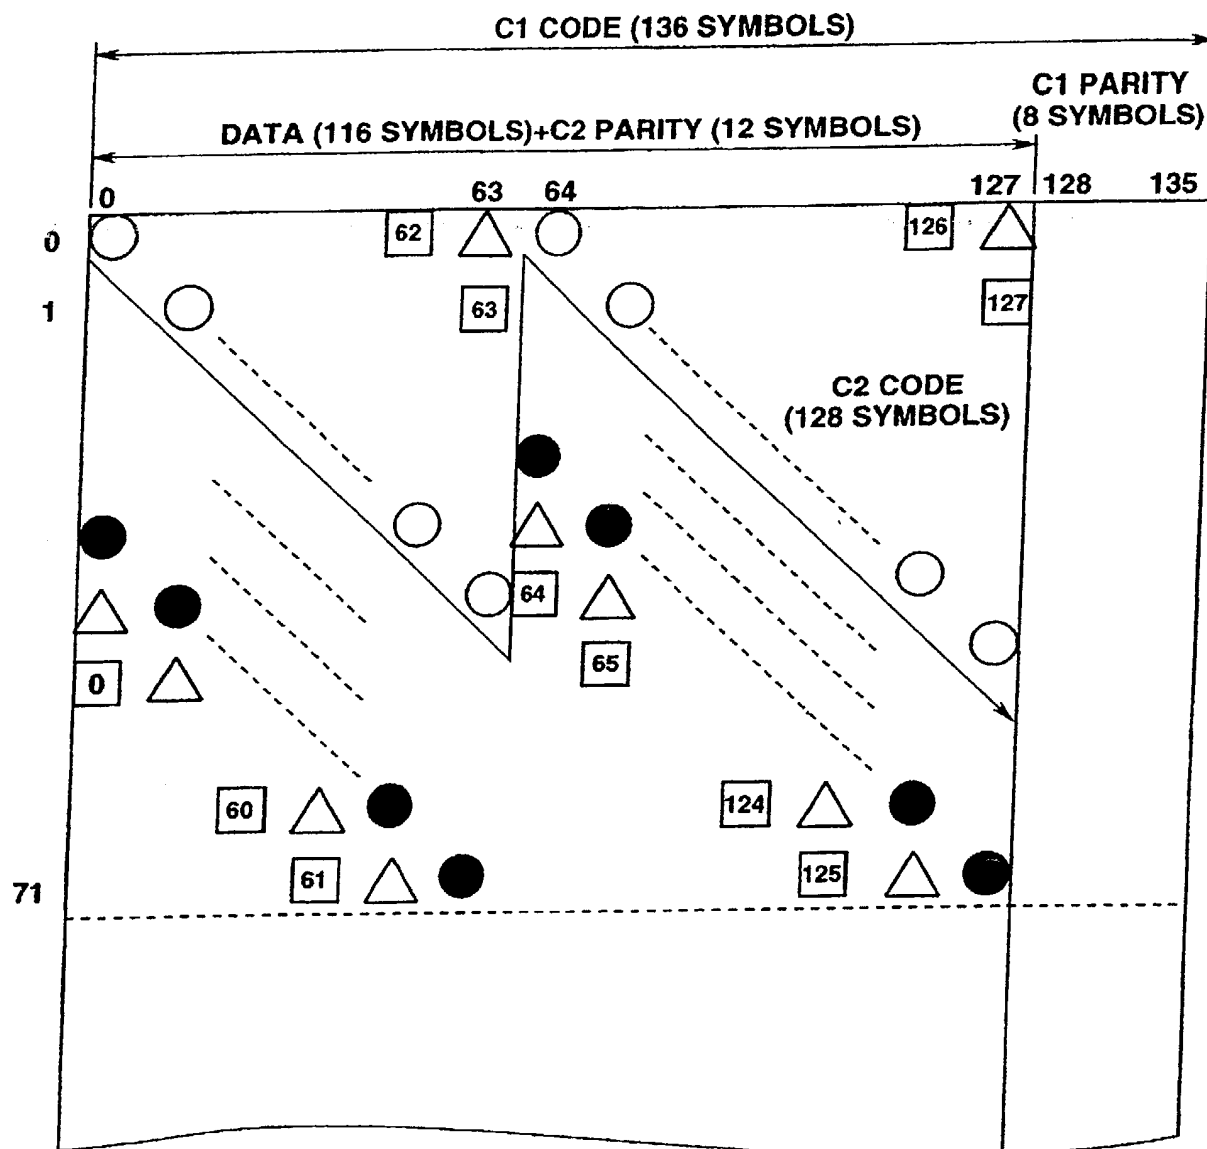 C1 CODE (136 SYMBOLS)
C1 PARITY
(8 SYMBOLS)
DATA (116 SYMBOLS)+C2 PARITY (12 SYMBOLS)
0 63 64 127 128 135
0 62 126
1 63 127
C2 CODE
(128 SYMBOLS)
64
65
0
60 124
61 125
71